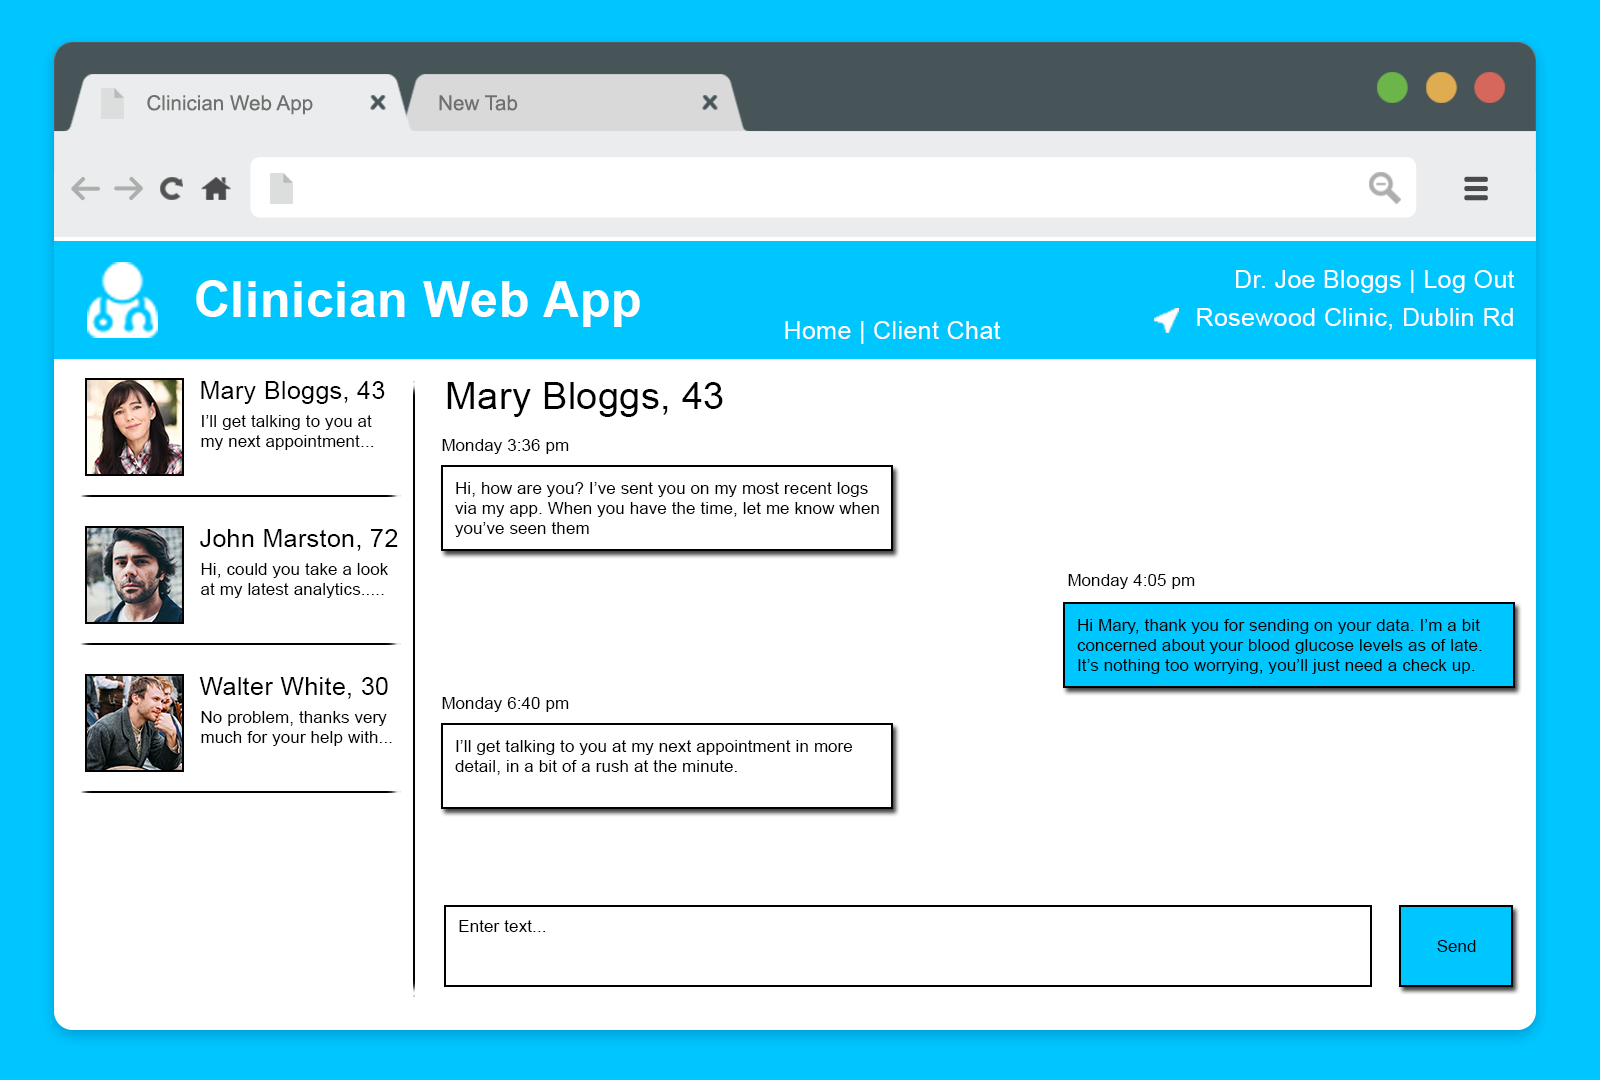 Clinician Web App
New Tab
Clinician Web App
Home | Client Chat
Dr. Joe Bloggs | Log Out
Rosewood Clinic, Dublin Rd
Mary Bloggs, 43
I’ll get talking to you at
my next appointment...
John Marston, 72
Hi, could you take a look
at my latest analytics.....
Walter White, 30
No problem, thanks very
much for your help with...
Mary Bloggs, 43
Monday 3:36 pm
Hi, how are you? I’ve sent you on my most recent logs
via my app. When you have the time, let me know when
you’ve seen them
Monday 4:05 pm
Hi Mary, thank you for sending on your data. I’m a bit
concerned about your blood glucose levels as of late.
It’s nothing too worrying, you’ll just need a check up.
Monday 6:40 pm
I’ll get talking to you at my next appointment in more
detail, in a bit of a rush at the minute.
Enter text...
Send